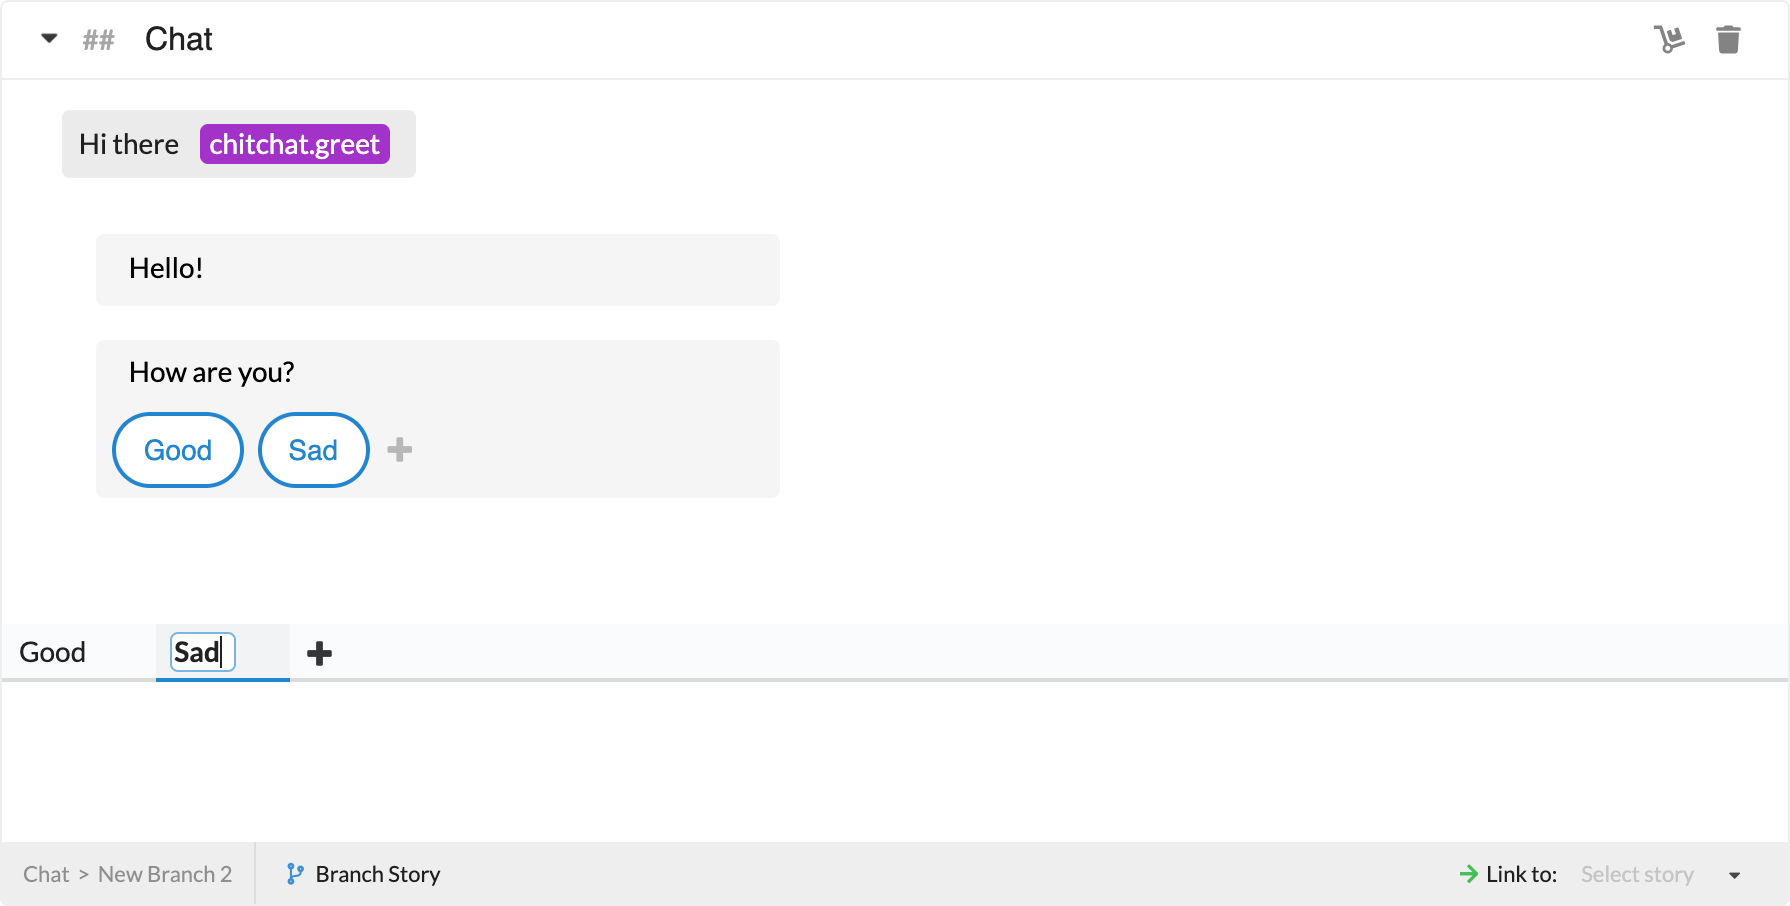 ## Chat
Hi there chitchat.greet
Hello!
How are you?
Good Sad
Good Sad
Chat > New Branch 2 Branch Story Link to: Select story